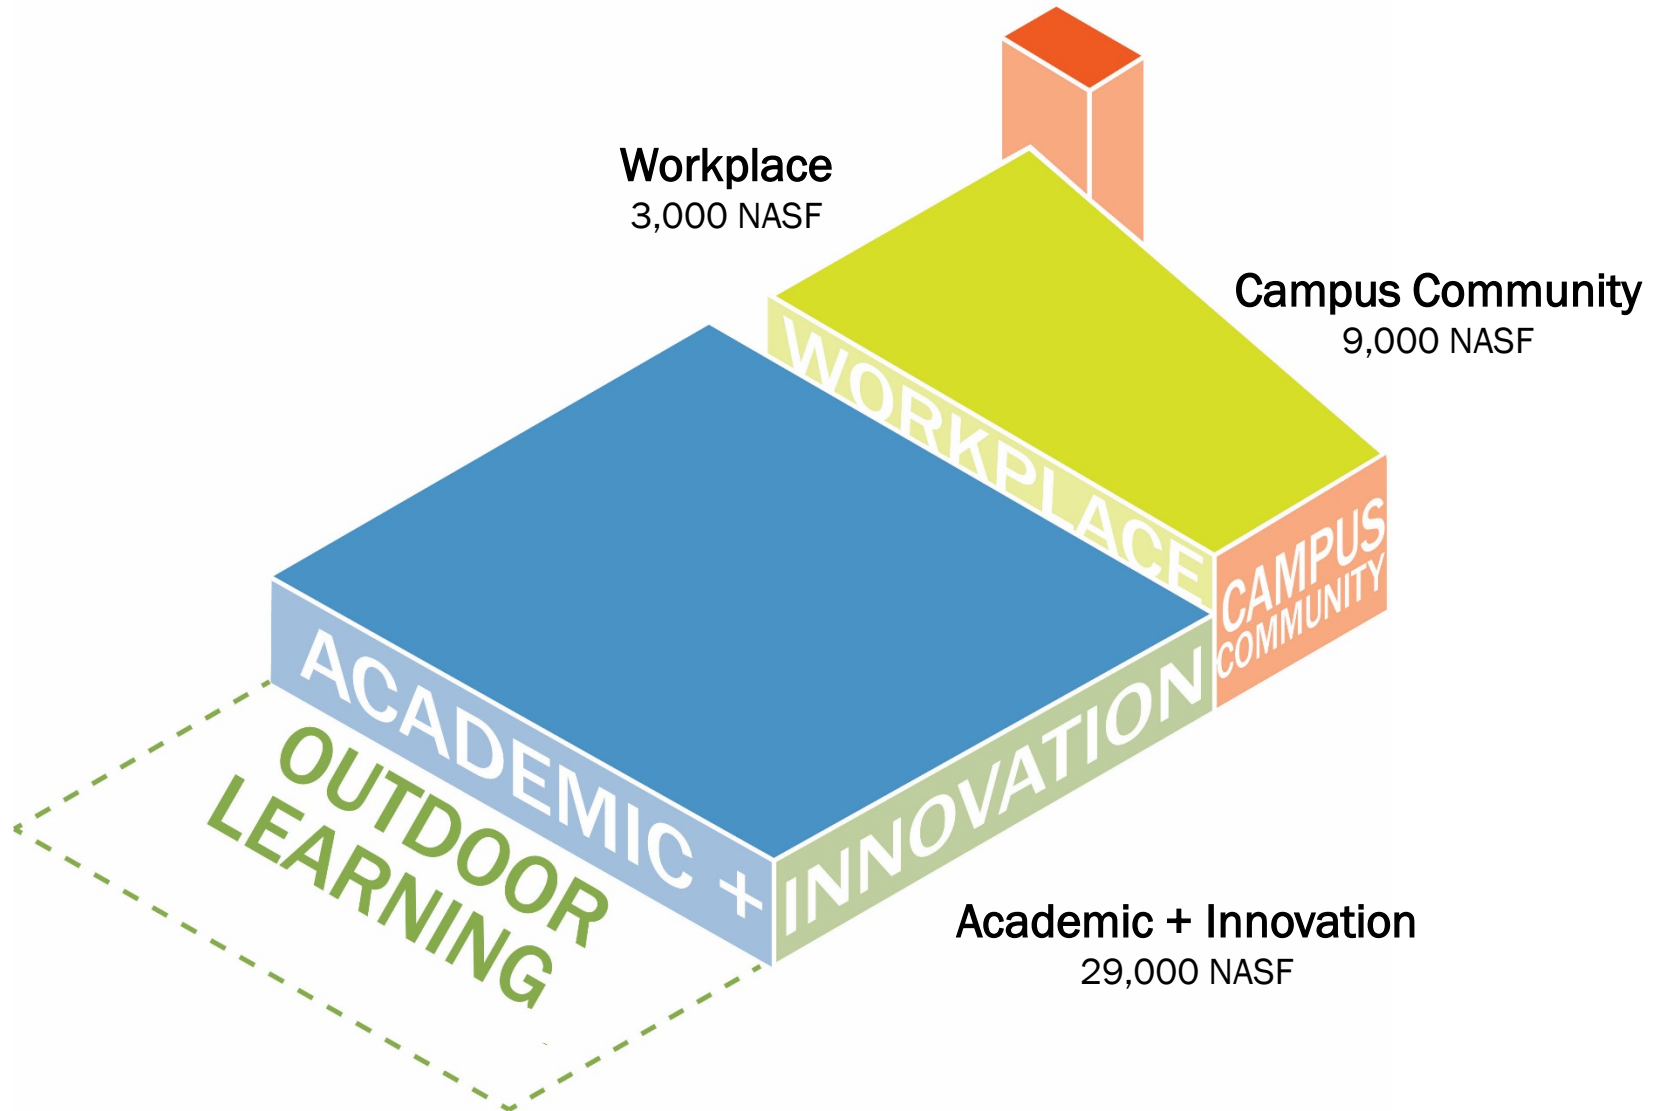 Workplace
3,000 NASF
Campus Community
9,000 NASF
WORKPLACE
CAMPUS
COMMUNITY
ACADEMIC +
INNOVATION
OUTDOOR
LEARNING
Academic + Innovation
29,000 NASF